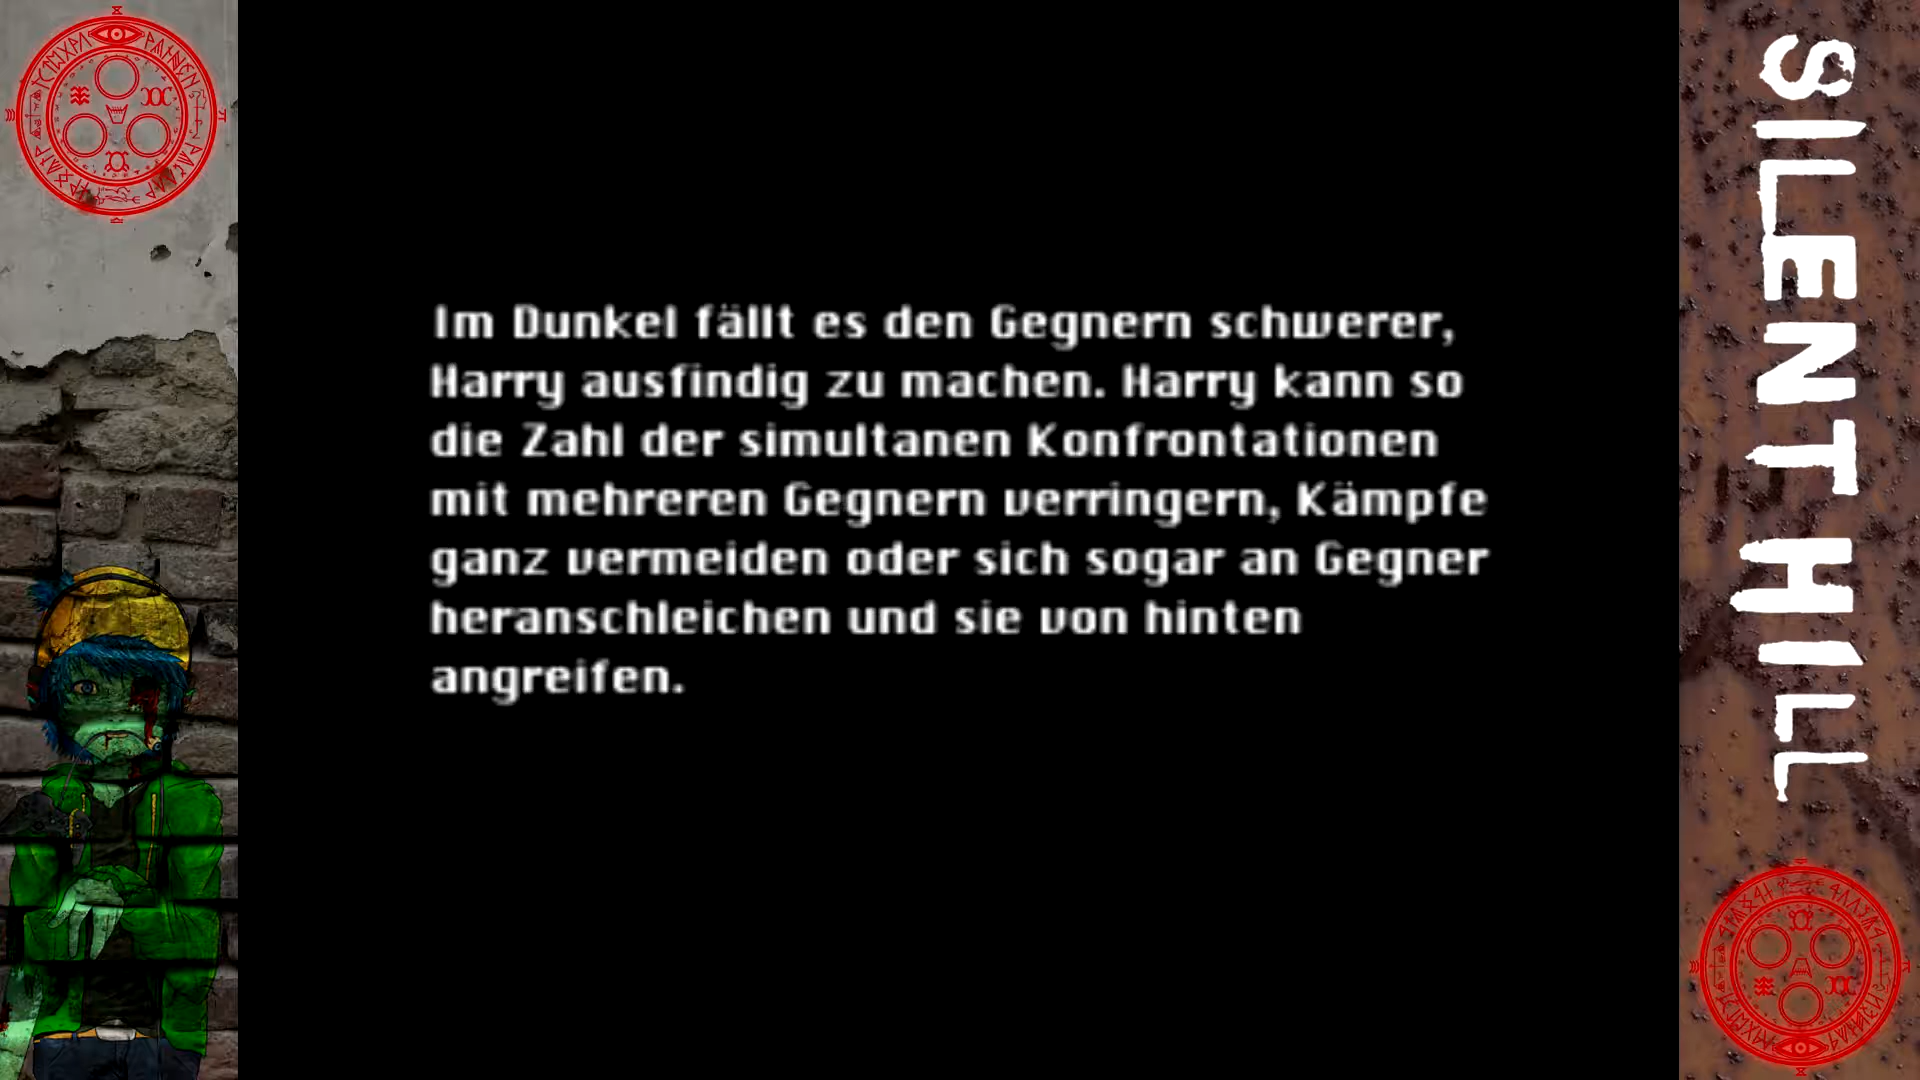 Im Dunkel fällt es den Gegnern schwerer,
Harry ausfindig zu machen. Harry kann so
die Zahl der simultanen Konfrontationen
mit mehreren Gegnern verringern, Kämpfe
ganz vermeiden oder sich sogar an Gegner
heranschleichen und sie von hinten
angreifen.
SILENT HILL